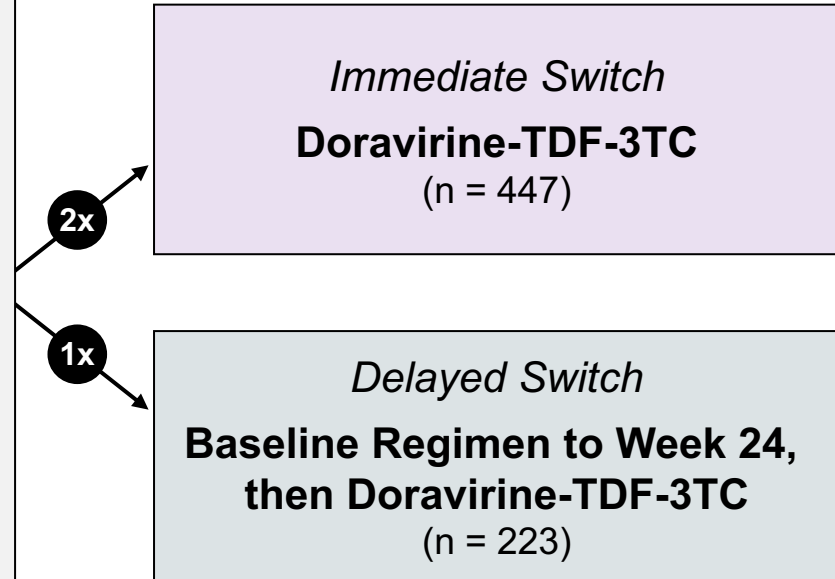 Immediate Switch
Doravirine-TDF-3TC
(n = 447)
2x
1x
Delayed Switch
Baseline Regimen to Week 24,
then Doravirine-TDF-3TC
(n = 223)